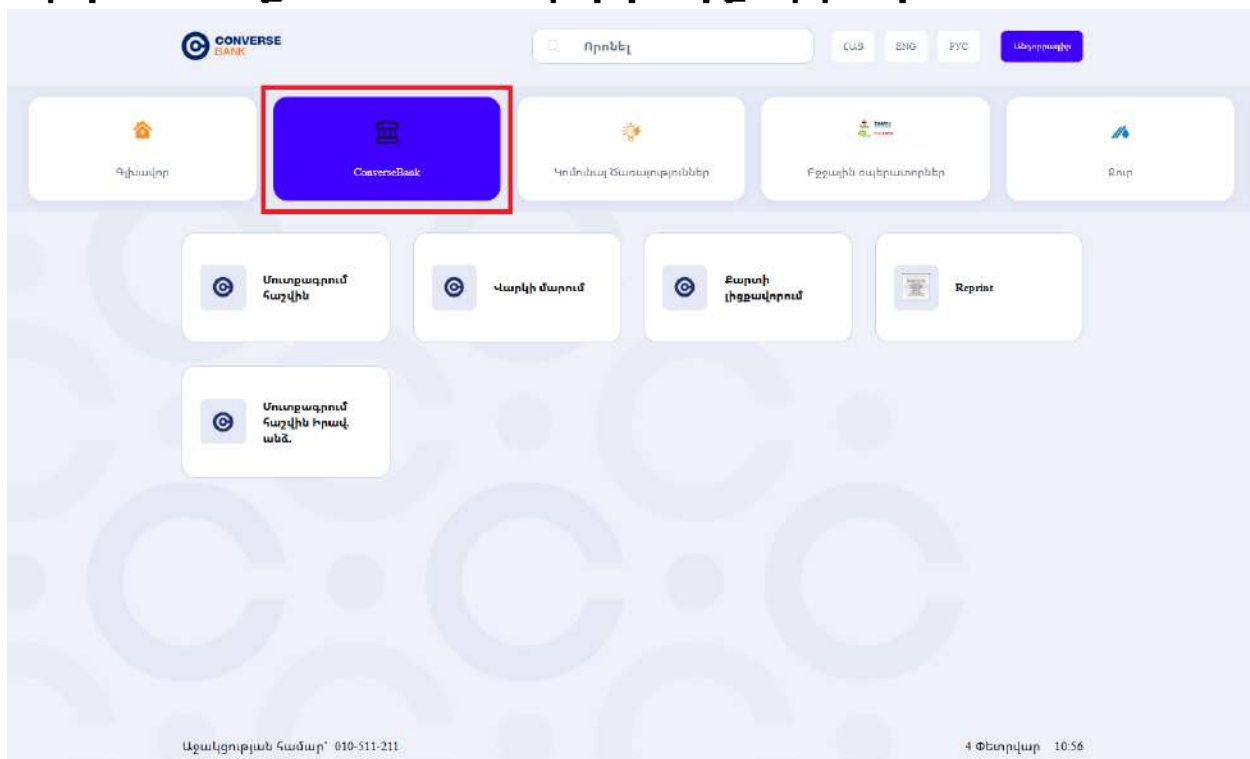 CONVERSE
BANK
Որոնել
ՀԱՅ
ENG
РУС
Անդորրագիր
Գլխավոր
ConverseBank
Կոմունալ Ծառայություններ
Բջջային օպերատորներ
Ջուր
Մուտքագրում
հաշվին
Վարկի մարում
Քարտի
լիցքավորում
Reprint
Մուտքագրում
հաշվին Իրավ.
անձ.
Աջակցության համար՝ 010-511-211
4 Փետրվար 10:56